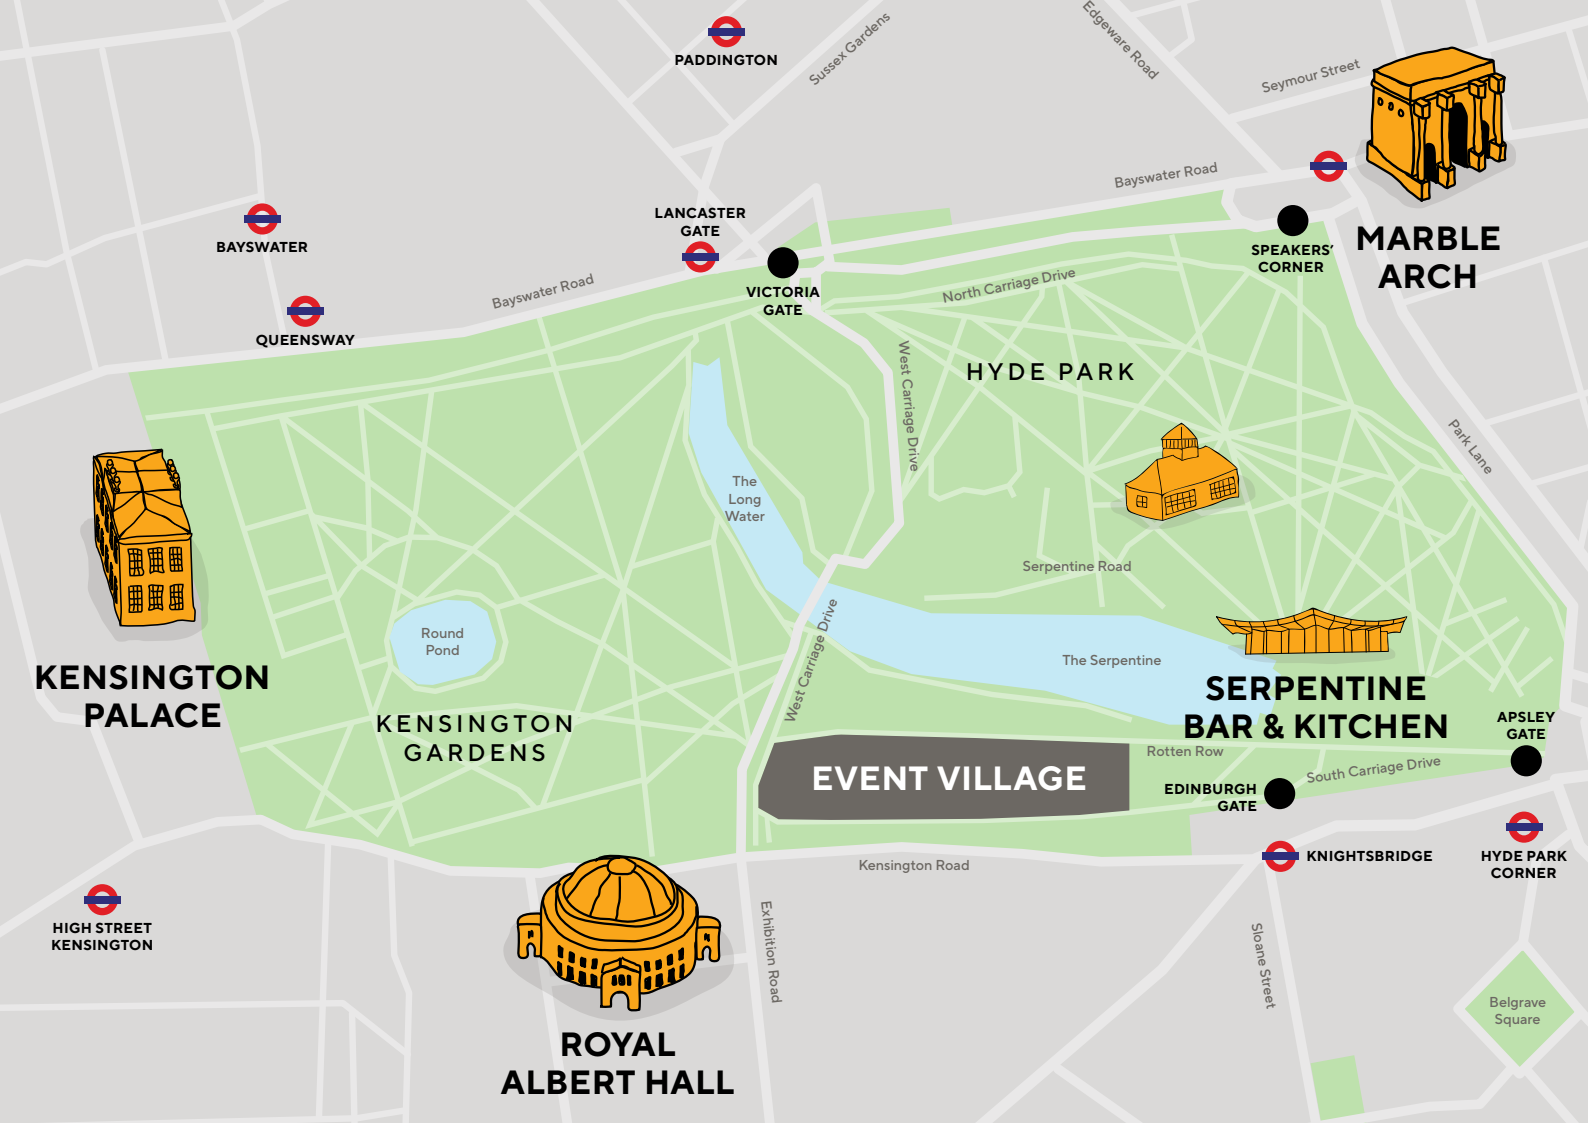 PADDINGTON
Sussex Gardens
Edgeware Road
Seymour Street
Bayswater Road
LANCASTER
GATE
BAYSWATER
SPEAKERS'
CORNER
MARBLE
ARCH
Bayswater Road
VICTORIA
GATE
North Carriage Drive
QUEENSWAY
West Carriage Drive
HYDE PARK
Park Lane
The
Long
Water
Serpentine Road
Round
Pond
West Carriage Drive
The Serpentine
KENSINGTON
PALACE
SERPENTINE
BAR & KITCHEN
KENSINGTON
GARDENS
APSLEY
GATE
Rotten Row
EVENT VILLAGE
South Carriage Drive
EDINBURGH
GATE
KNIGHTSBRIDGE
HYDE PARK
CORNER
Kensington Road
HIGH STREET
KENSINGTON
Exhibition Road
Sloane Street
Belgrave
Square
ROYAL
ALBERT HALL